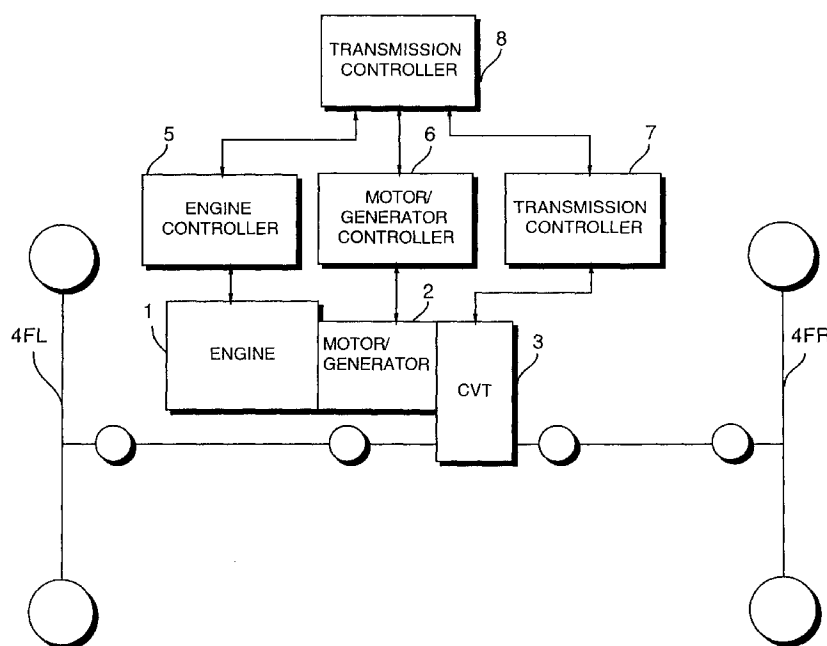 TRANSMISSION
CONTROLLER
8
5
ENGINE
CONTROLLER
6
MOTOR/
GENERATOR
CONTROLLER
7
TRANSMISSION
CONTROLLER
4FL
1
ENGINE
2
MOTOR/
GENERATOR
CVT
3
4FR